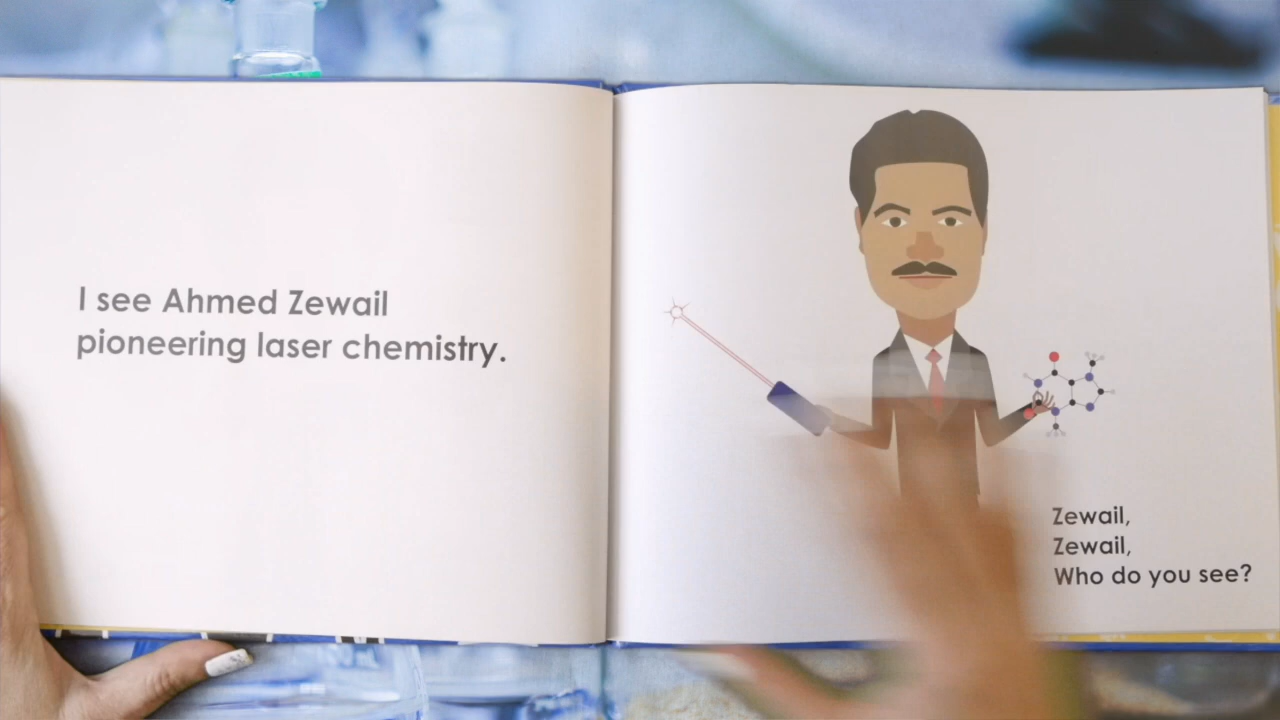 I see Ahmed Zewail
pioneering laser chemistry.
Zewail,
Zewail,
Who do you see?